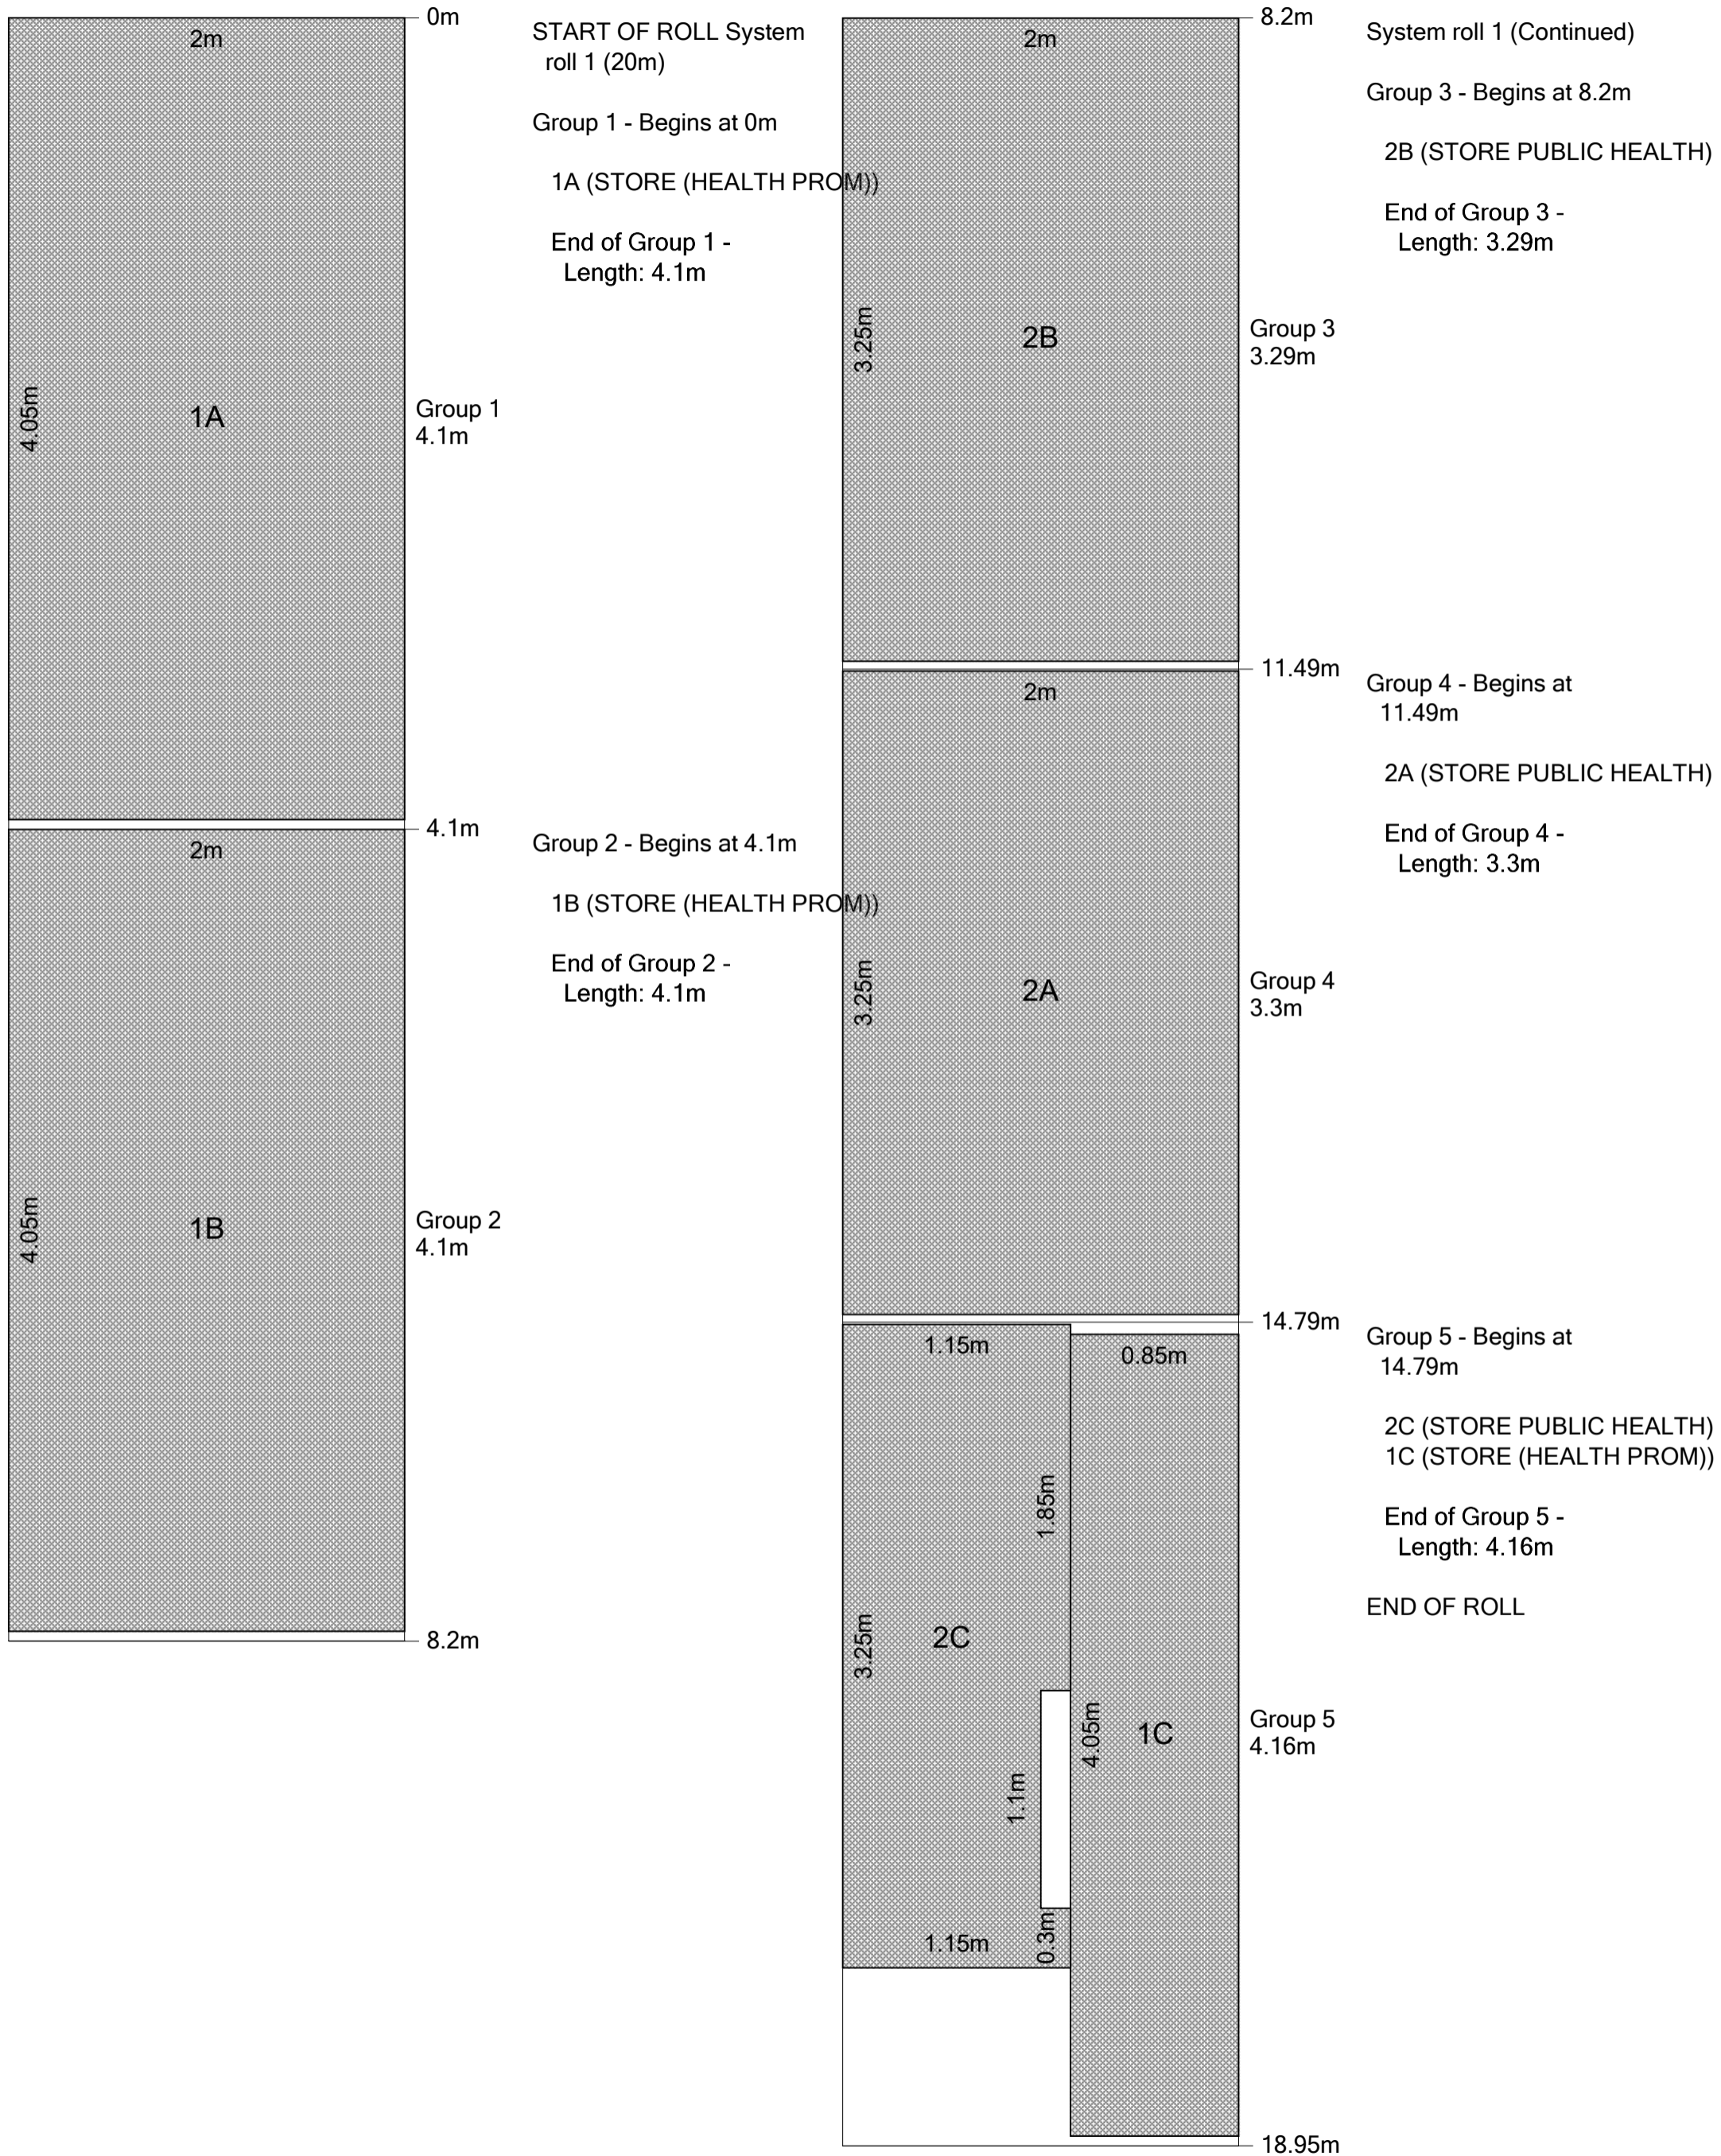 0m
2m
START OF ROLL System
roll 1 (20m)
Group 1 - Begins at 0m
1A (STORE (HEALTH PROM))
End of Group 1 -
Length: 4.1m
4.05m
1A
Group 1
4.1m
4.1m
2m
Group 2 - Begins at 4.1m
1B (STORE (HEALTH PROM))
End of Group 2 -
Length: 4.1m
4.05m
1B
Group 2
4.1m
8.2m
8.2m
2m
System roll 1 (Continued)
Group 3 - Begins at 8.2m
2B (STORE PUBLIC HEALTH)
End of Group 3 -
Length: 3.29m
3.25m
2B
Group 3
3.29m
11.49m
2m
Group 4 - Begins at
11.49m
2A (STORE PUBLIC HEALTH)
End of Group 4 -
Length: 3.3m
3.25m
2A
Group 4
3.3m
14.79m
1.15m
0.85m
Group 5 - Begins at
14.79m
2C (STORE PUBLIC HEALTH)
1C (STORE (HEALTH PROM))
End of Group 5 -
Length: 4.16m
END OF ROLL
1.85m
3.25m
2C
4.05m
1C
Group 5
4.16m
1.1m
0.3m
1.15m
18.95m